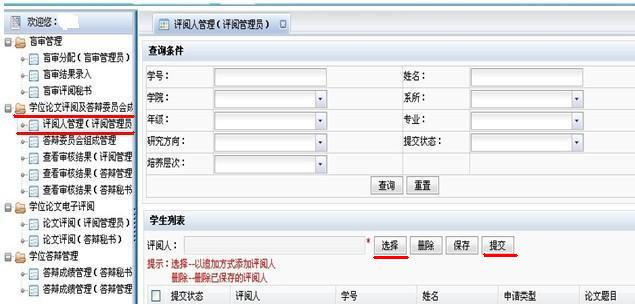 欢迎您：
盲审管理
盲审分配(盲审管理员)
盲审结果录入
盲审评阅秘书
学位论文评阅及答辩委员会成
评阅人管理(评阅管理员
答辩委员会组成管理
查看审核结果(评阅管理
查看审核结果(答辩管理
查看审核结果(答辩秘书
学位论文电子评阅
论文评阅(评阅管理员)
论文评阅(答辩秘书)
学位答辩管理
答辩成绩管理(答辩秘书
答辩成绩管理(答辩管理
评阅人管理(评阅管理员)
查询条件
学号： 姓名：
学院： 系所：
年级： 专业：
研究方向： 提交状态：
培养层次：
查询 重置
学生列表
评阅人： * 选择 删除 保存 提交
提示：选择--以追加方式添加评阅人
删除--删除已保存的评阅人
提交状态 评阅人 学号 姓名 申请类型 论文题目